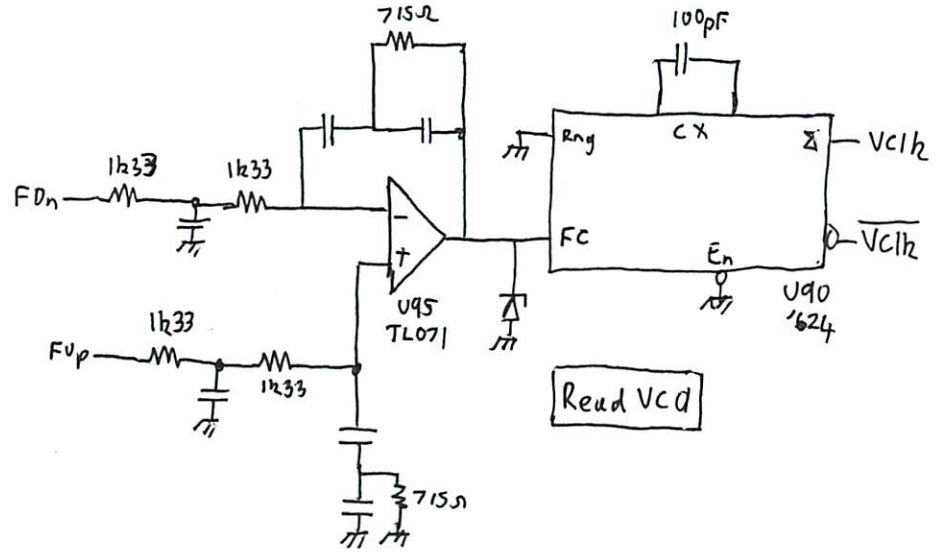 715Ω
100pF
Rng
CX
Σ
VClk
1k33
1k33
FDn
−
FC
VClk
+
En
U95
TL071
U90
'624
1k33
FUp
1k33
Read VCO
715Ω